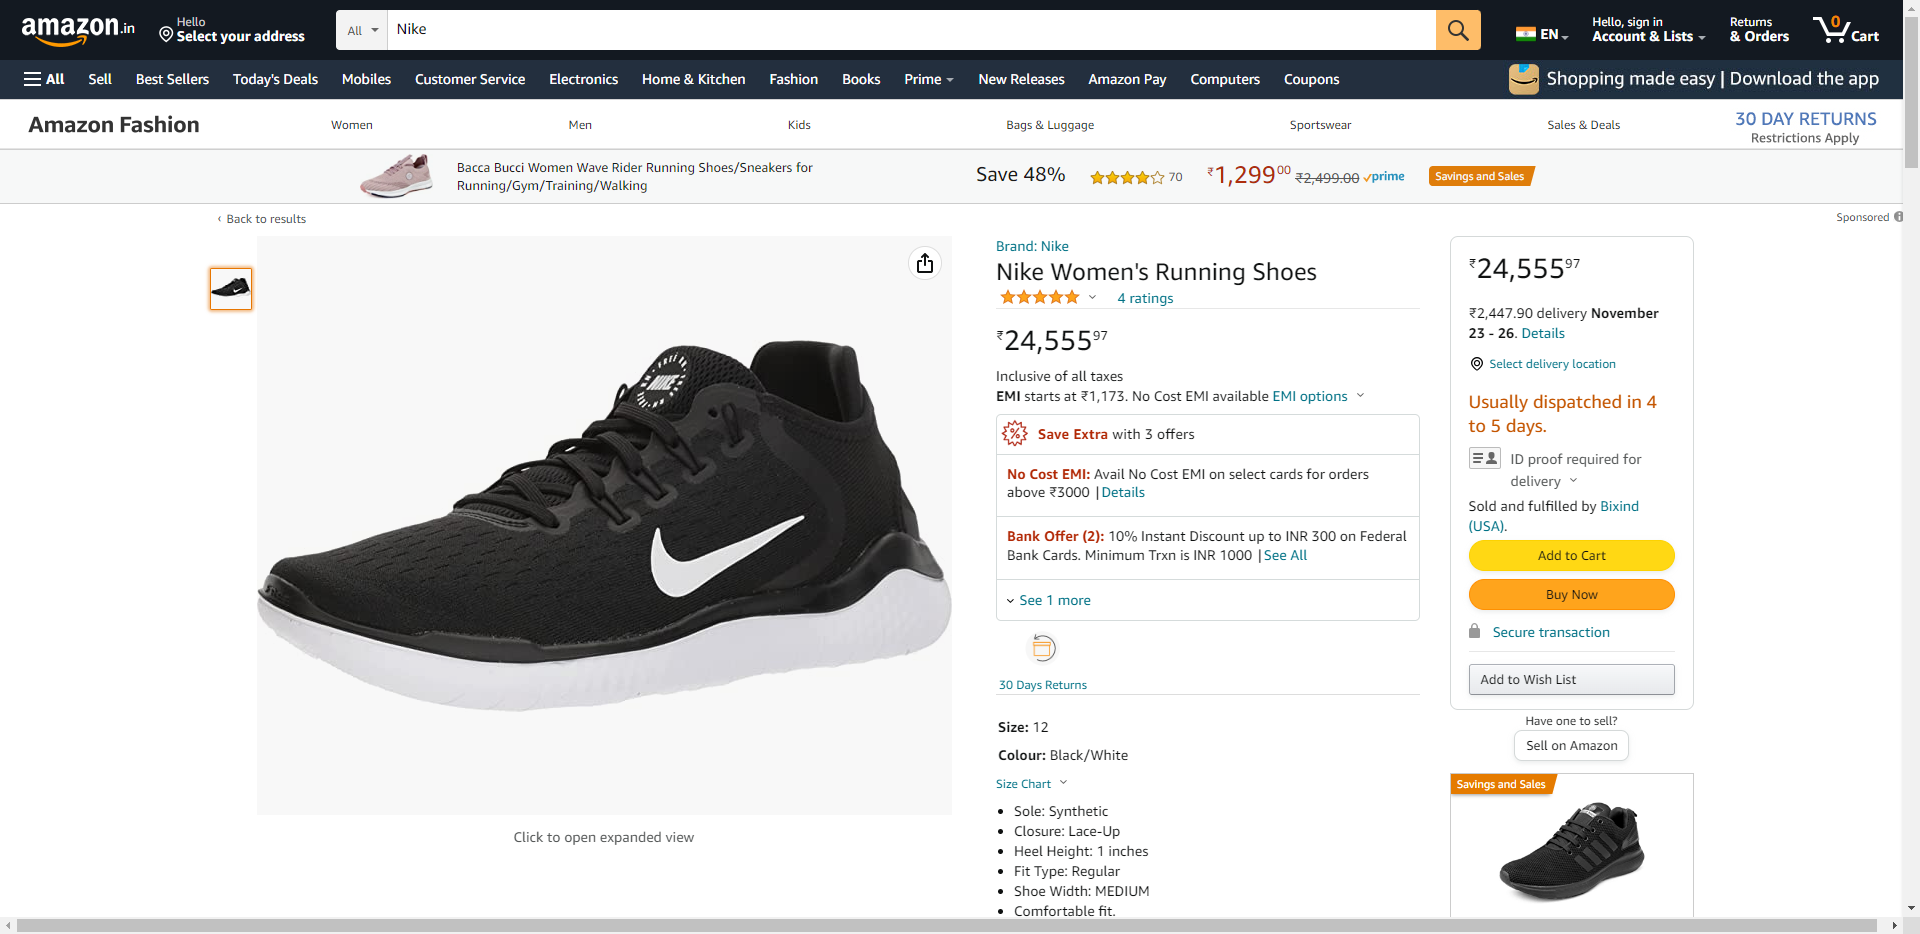 amazon.in
Hello
Select your address
All
Nike
EN
Hello, sign in
Account & Lists
Returns
& Orders
0
Cart
All
Sell
Best Sellers
Today's Deals
Mobiles
Customer Service
Electronics
Home & Kitchen
Fashion
Books
Prime
New Releases
Amazon Pay
Computers
Coupons
Shopping made easy | Download the app
Amazon Fashion
Women
Men
Kids
Bags & Luggage
Sportswear
Sales & Deals
30 DAY RETURNS
Restrictions Apply
Bacca Bucci Women Wave Rider Running Shoes/Sneakers for
Running/Gym/Training/Walking
Save 48%
70
₹1,29900
₹2,499.00
prime
Savings and Sales
‹ Back to results
Sponsored
Brand: Nike
Nike Women's Running Shoes
4 ratings
₹24,55597
Inclusive of all taxes
EMI starts at ₹1,173. No Cost EMI available EMI options
Save Extra with 3 offers
No Cost EMI: Avail No Cost EMI on select cards for orders
above ₹3000 | Details
Bank Offer (2): 10% Instant Discount up to INR 300 on Federal
Bank Cards. Minimum Trxn is INR 1000 | See All
See 1 more
30 Days Returns
Size: 12
Colour: Black/White
Size Chart
• Sole: Synthetic
• Closure: Lace-Up
• Heel Height: 1 inches
• Fit Type: Regular
• Shoe Width: MEDIUM
• Comfortable fit.
NIKE
Click to open expanded view
₹24,55597
₹2,447.90 delivery November
23 - 26. Details
Select delivery location
Usually dispatched in 4
to 5 days.
ID proof required for
delivery
Sold and fulfilled by Bixind
(USA).
Add to Cart
Buy Now
Secure transaction
Add to Wish List
Have one to sell?
Sell on Amazon
Savings and Sales